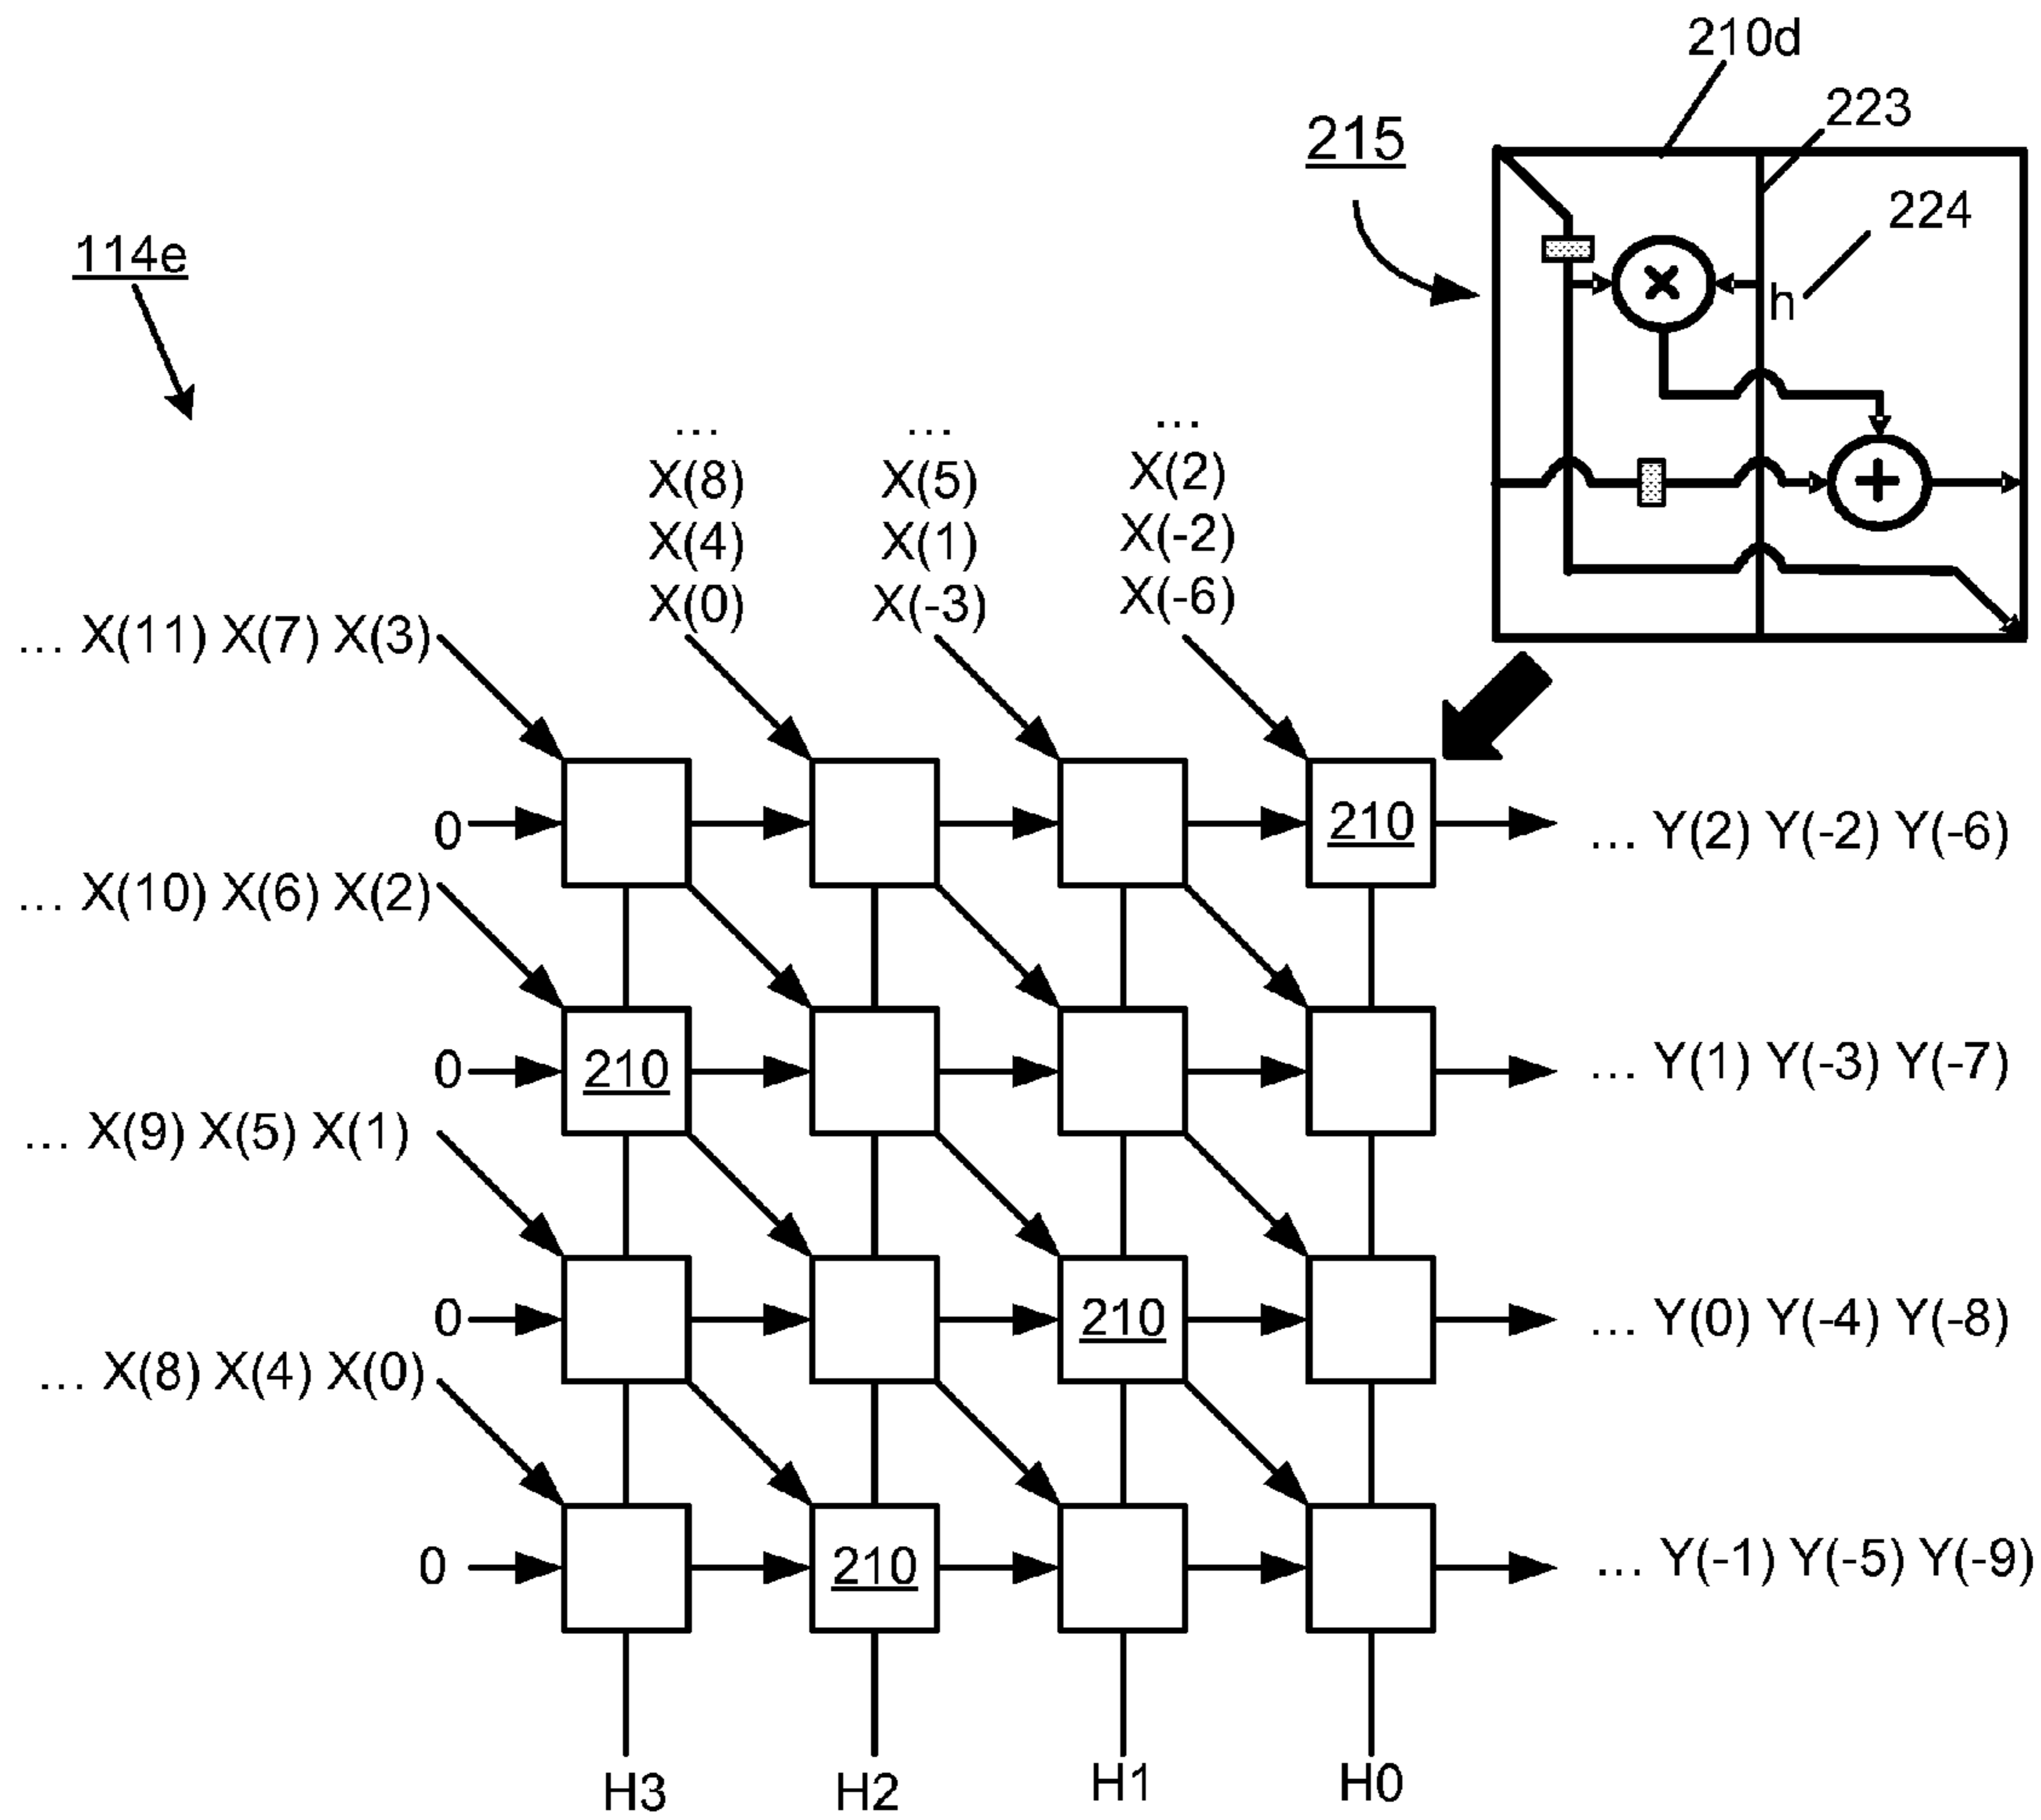 210d
223
215
224
114e
h
... ... ...
X(8) X(5) X(2)
X(4) X(1) X(-2)
X(0) X(-3) X(-6)
... X(11) X(7) X(3)
0 210 ... Y(2) Y(-2) Y(-6)
... X(10) X(6) X(2)
0 210 ... Y(1) Y(-3) Y(-7)
... X(9) X(5) X(1)
0 210 ... Y(0) Y(-4) Y(-8)
... X(8) X(4) X(0)
0 210 ... Y(-1) Y(-5) Y(-9)
H3 H2 H1 H0